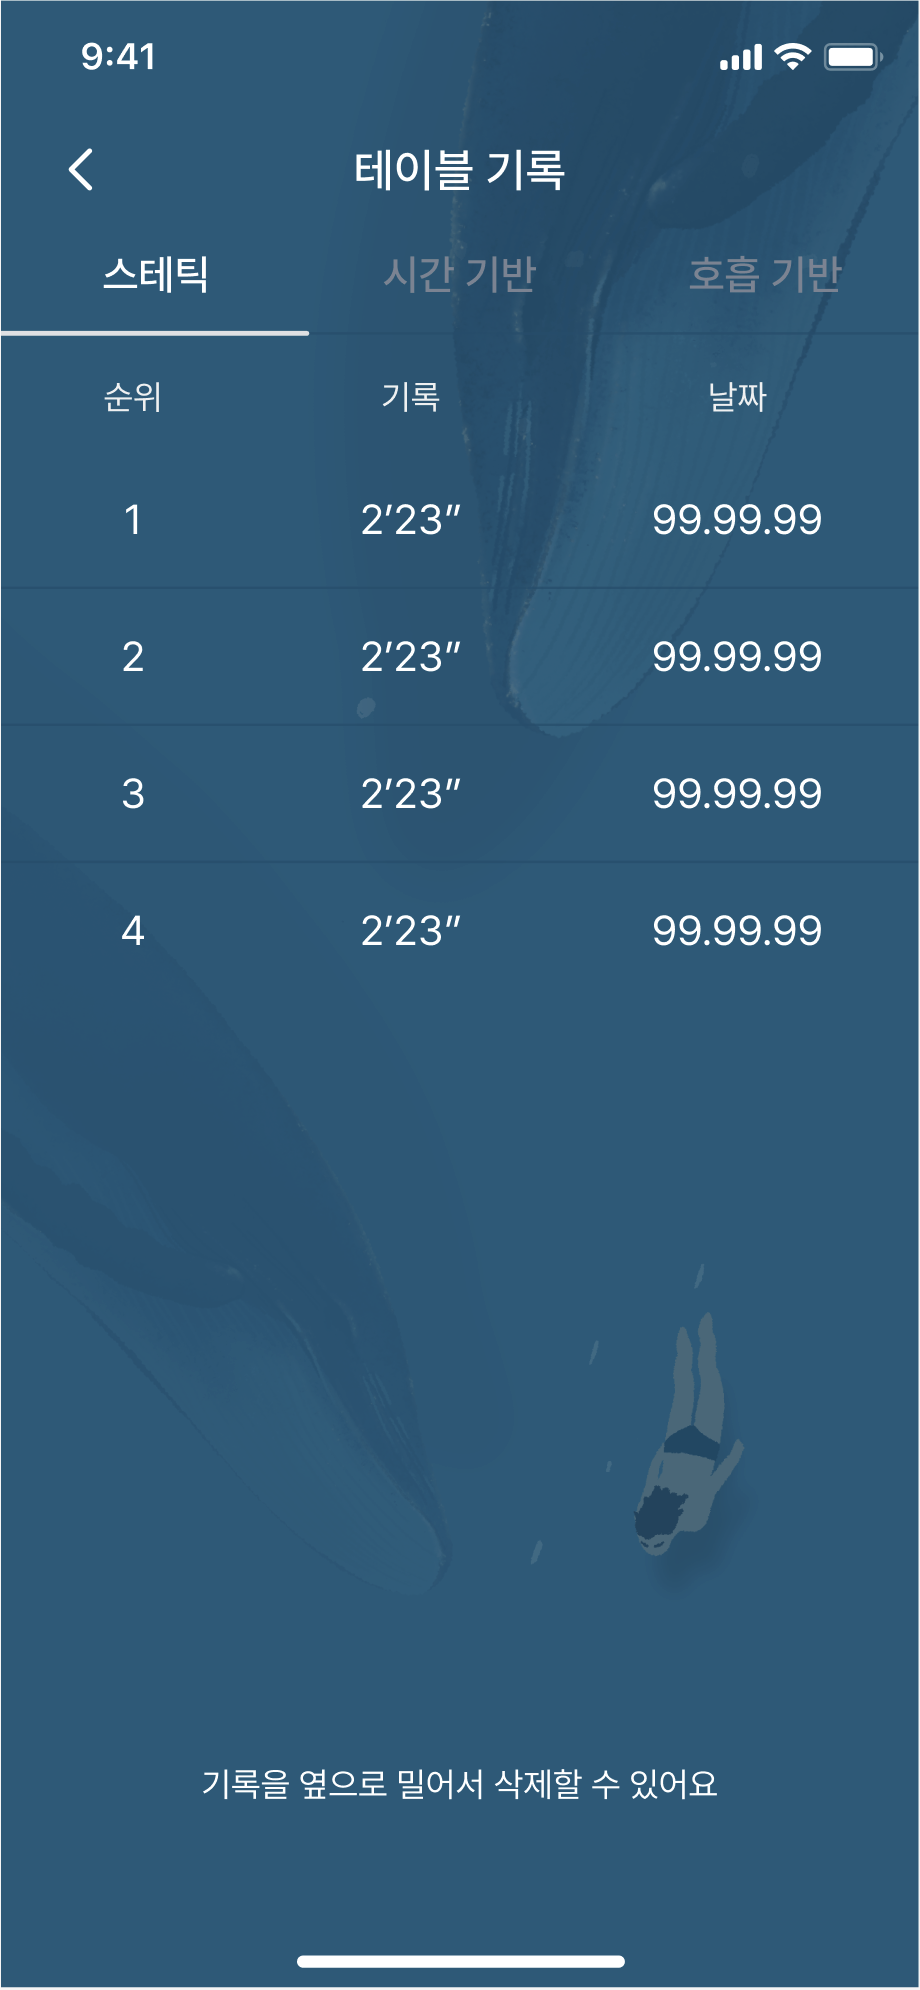 9:41
테이블 기록
스테틱 시간 기반 호흡 기반
순위 기록 날짜
1 2’23” 99.99.99
2 2’23” 99.99.99
3 2’23” 99.99.99
4 2’23” 99.99.99
기록을 옆으로 밀어서 삭제할 수 있어요